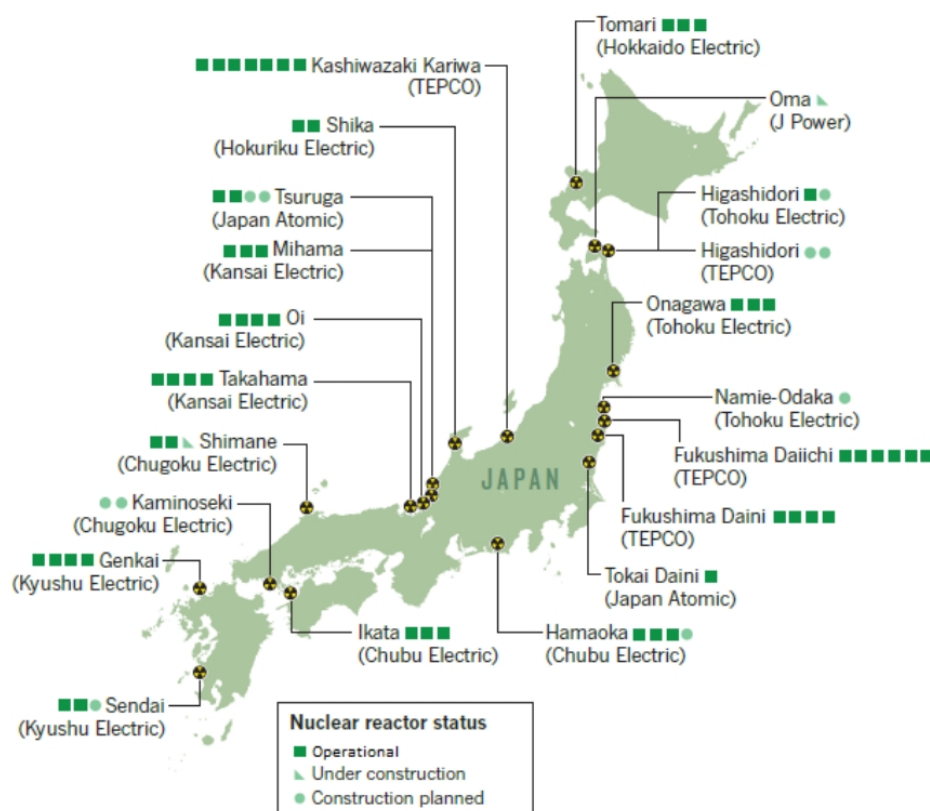 Tomari
(Hokkaido Electric)
Kashiwazaki Kariwa
(TEPCO)
Oma
(J Power)
Shika
(Hokuriku Electric)
Tsuruga
(Japan Atomic)
Higashidori
(Tohoku Electric)
Mihama
(Kansai Electric)
Higashidori
(TEPCO)
Onagawa
(Tohoku Electric)
Oi
(Kansai Electric)
Takahama
(Kansai Electric)
Namie-Odaka
(Tohoku Electric)
Shimane
(Chugoku Electric)
Fukushima Daiichi
(TEPCO)
JAPAN
Kaminoseki
(Chugoku Electric)
Fukushima Daini
(TEPCO)
Genkai
(Kyushu Electric)
Tokai Daini
(Japan Atomic)
Ikata
(Chubu Electric)
Hamaoka
(Chubu Electric)
Sendai
(Kyushu Electric)
Nuclear reactor status
Operational
Under construction
Construction planned